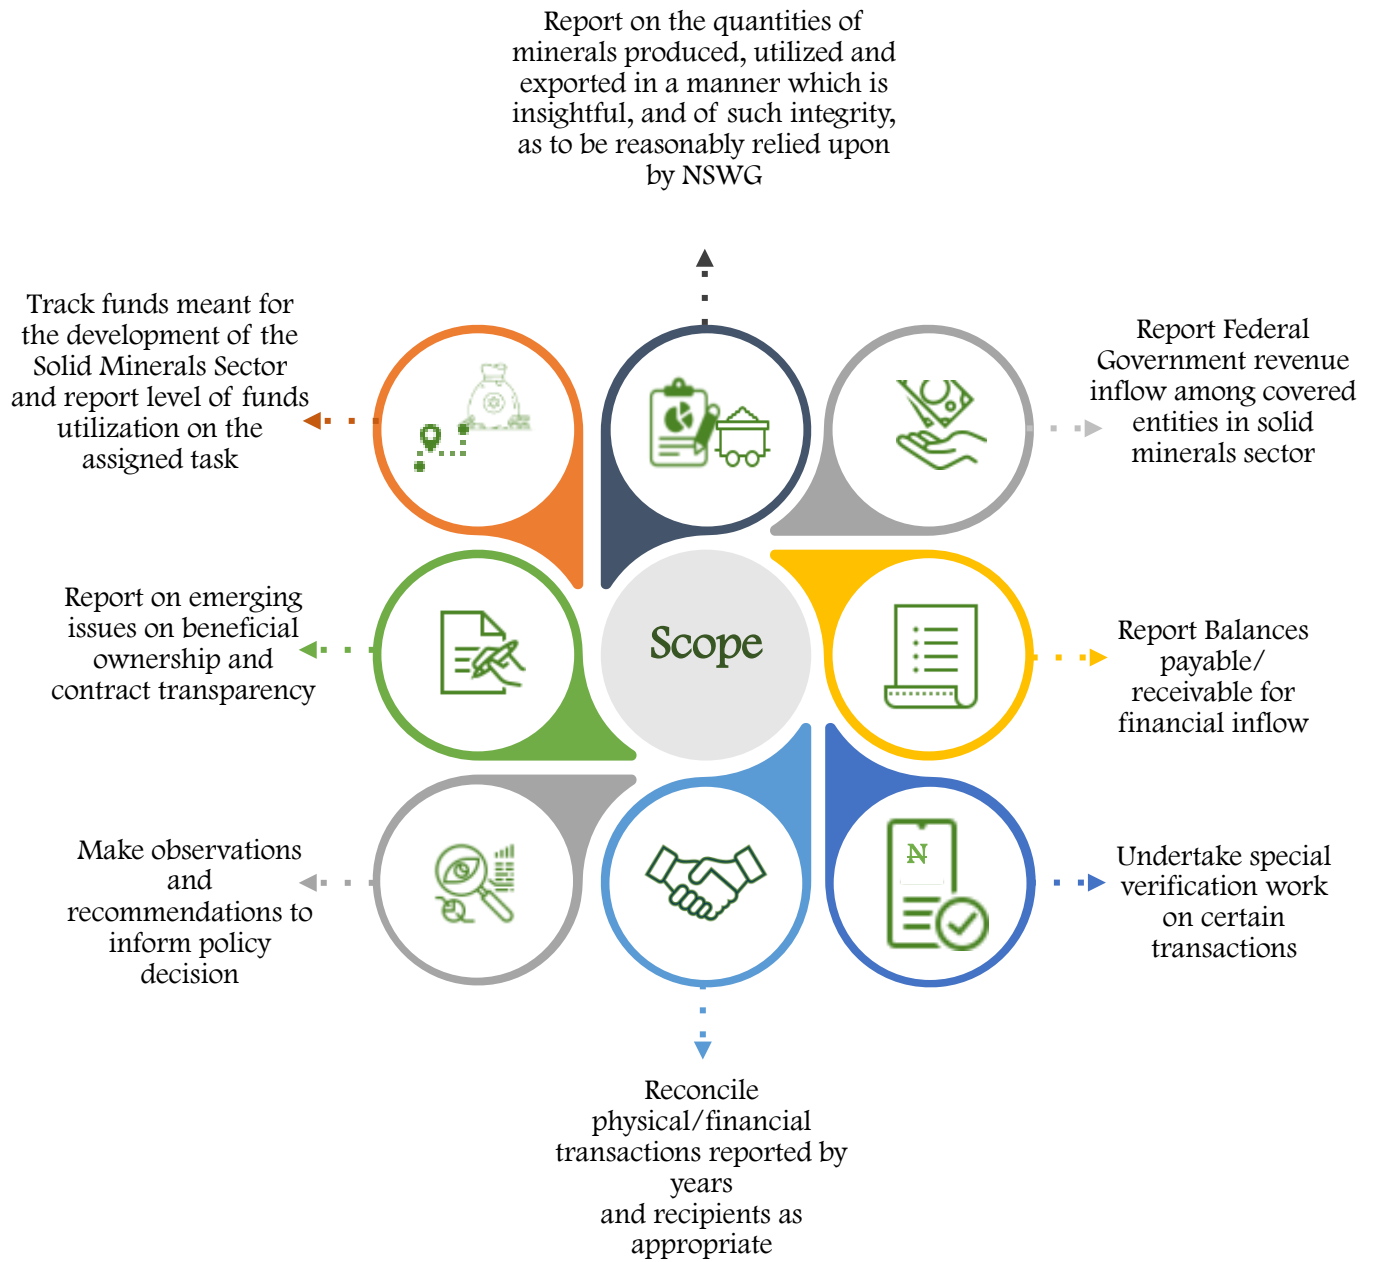 Report on the quantities of
minerals produced, utilized and
exported in a manner which is
insightful, and of such integrity,
as to be reasonably relied upon
by NSWG
Track funds meant for
the development of the
Solid Minerals Sector
and report level of funds
utilization on the
assigned task
Report Federal
Government revenue
inflow among covered
entities in solid
minerals sector
Report on emerging
issues on beneficial
ownership and
contract transparency
Scope
Report Balances
payable/
receivable for
financial inflow
Make observations
and
recommendations to
inform policy
decision
₦
Undertake special
verification work
on certain
transactions
Reconcile
physical/financial
transactions reported by
years
and recipients as
appropriate